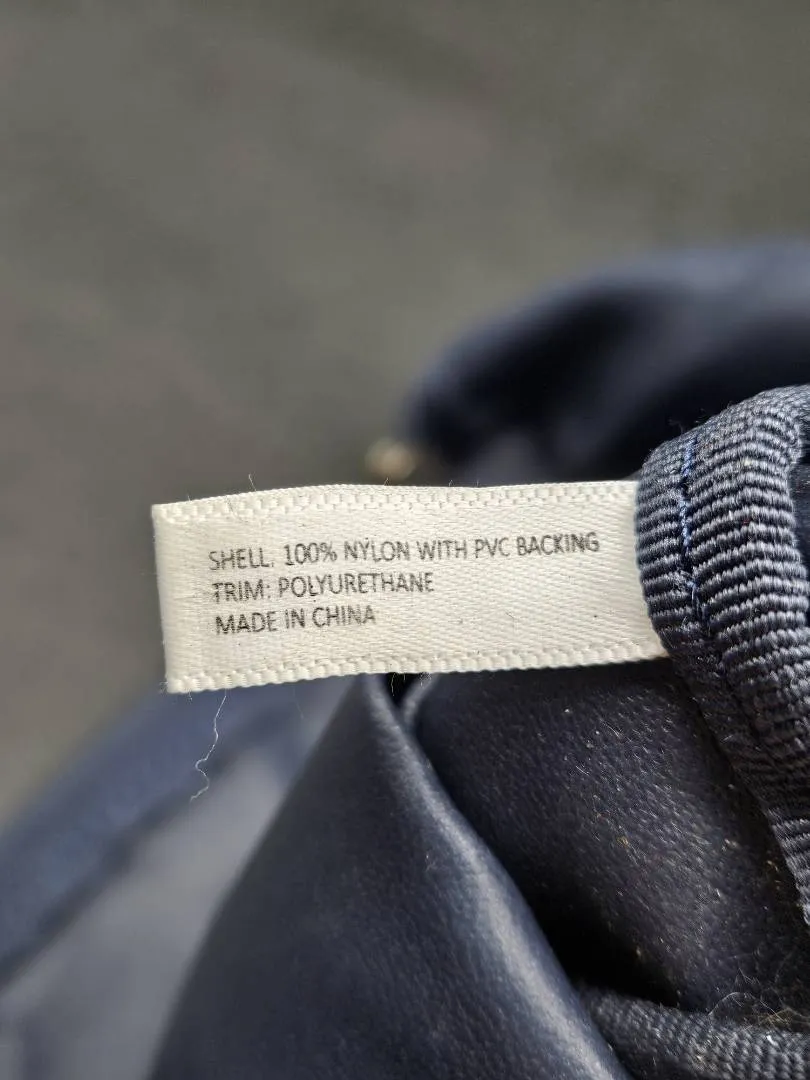 SHELL: 100% NYLON WITH PVC BACKING
TRIM: POLYURETHANE
MADE IN CHINA